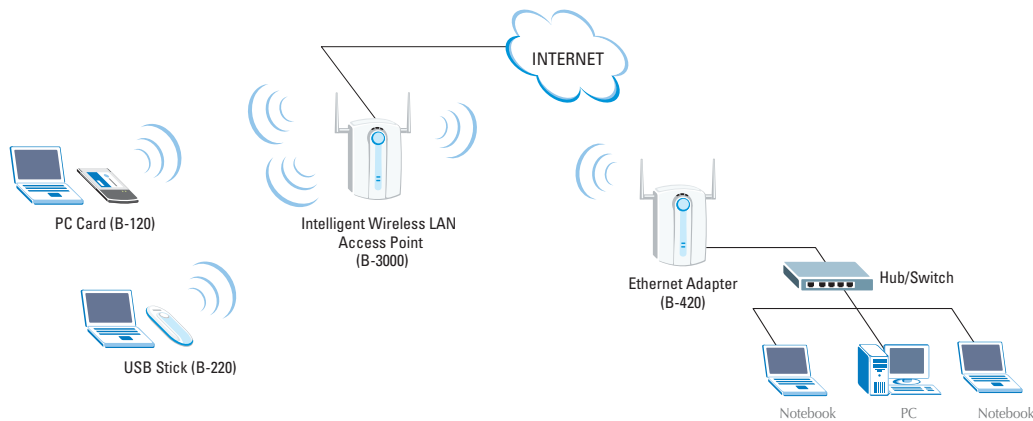 INTERNET
PC Card (B-120)
Intelligent Wireless LAN
Access Point
(B-3000)
Ethernet Adapter
(B-420)
Hub/Switch
USB Stick (B-220)
Notebook
PC
Notebook